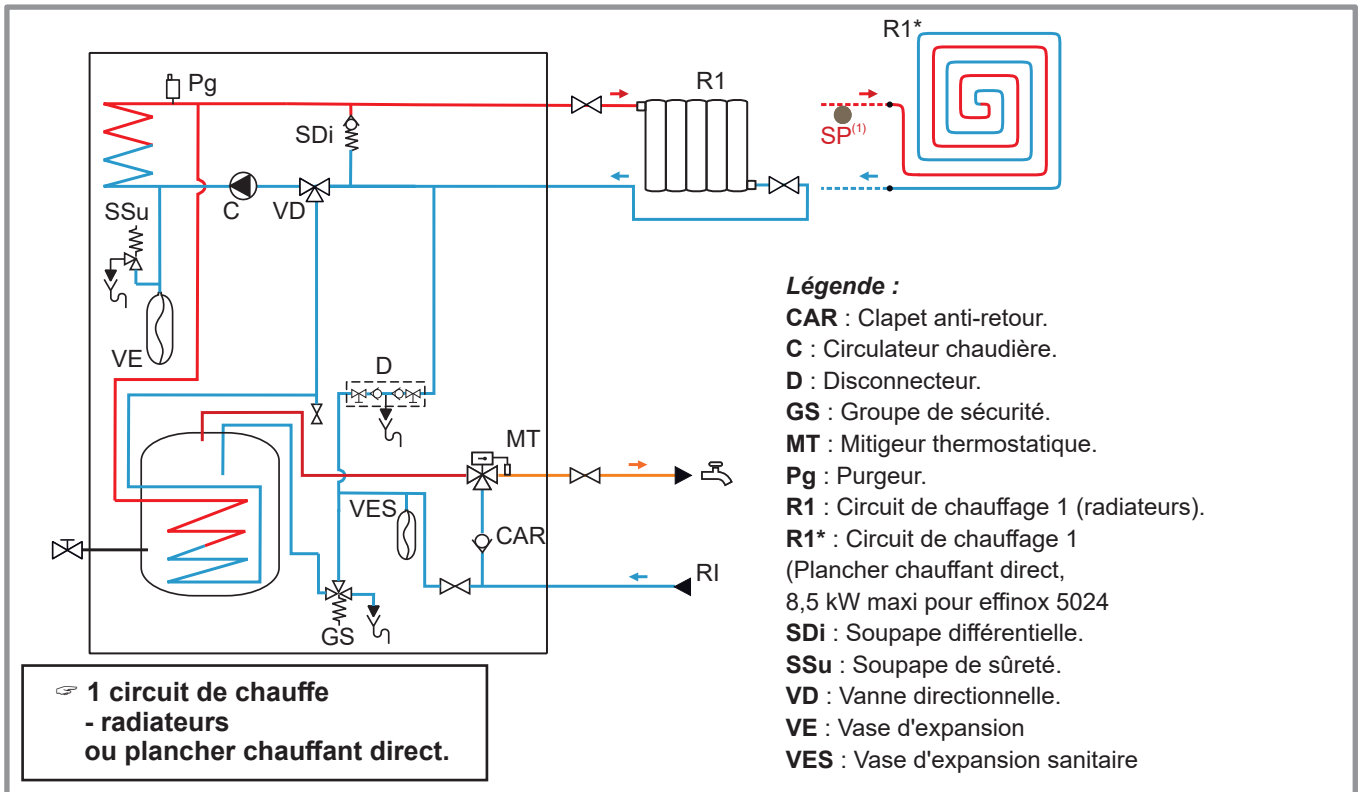 R1*
Pg
R1
SDi
SP(1)
SSu
C
VD
VE
D
MT
VES
CAR
RI
GS
Légende :
CAR : Clapet anti-retour.
C : Circulateur chaudière.
D : Disconnecteur.
GS : Groupe de sécurité.
MT : Mitigeur thermostatique.
Pg : Purgeur.
R1 : Circuit de chauffage 1 (radiateurs).
R1* : Circuit de chauffage 1
(Plancher chauffant direct,
8,5 kW maxi pour effinox 5024
SDi : Soupape différentielle.
SSu : Soupape de sûreté.
VD : Vanne directionnelle.
VE : Vase d'expansion
VES : Vase d'expansion sanitaire
☞ 1 circuit de chauffe
- radiateurs
ou plancher chauffant direct.